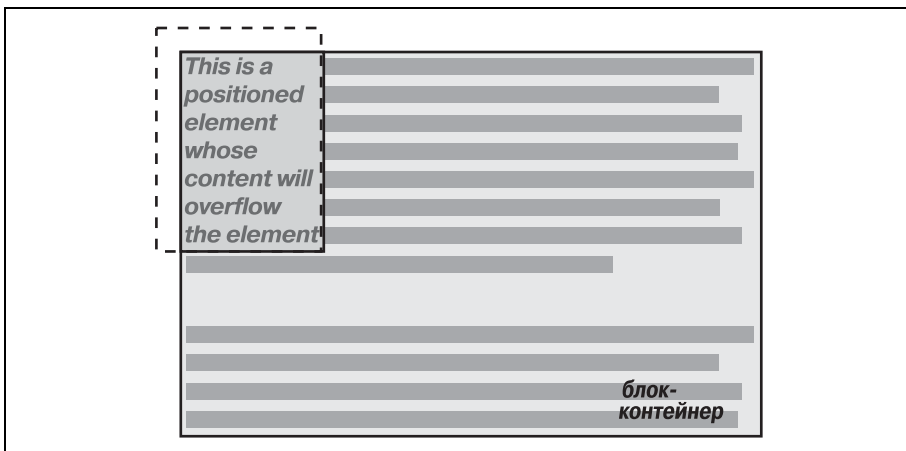 This is a
positioned
element
whose
content will
overflow
the element
блок-
контейнер